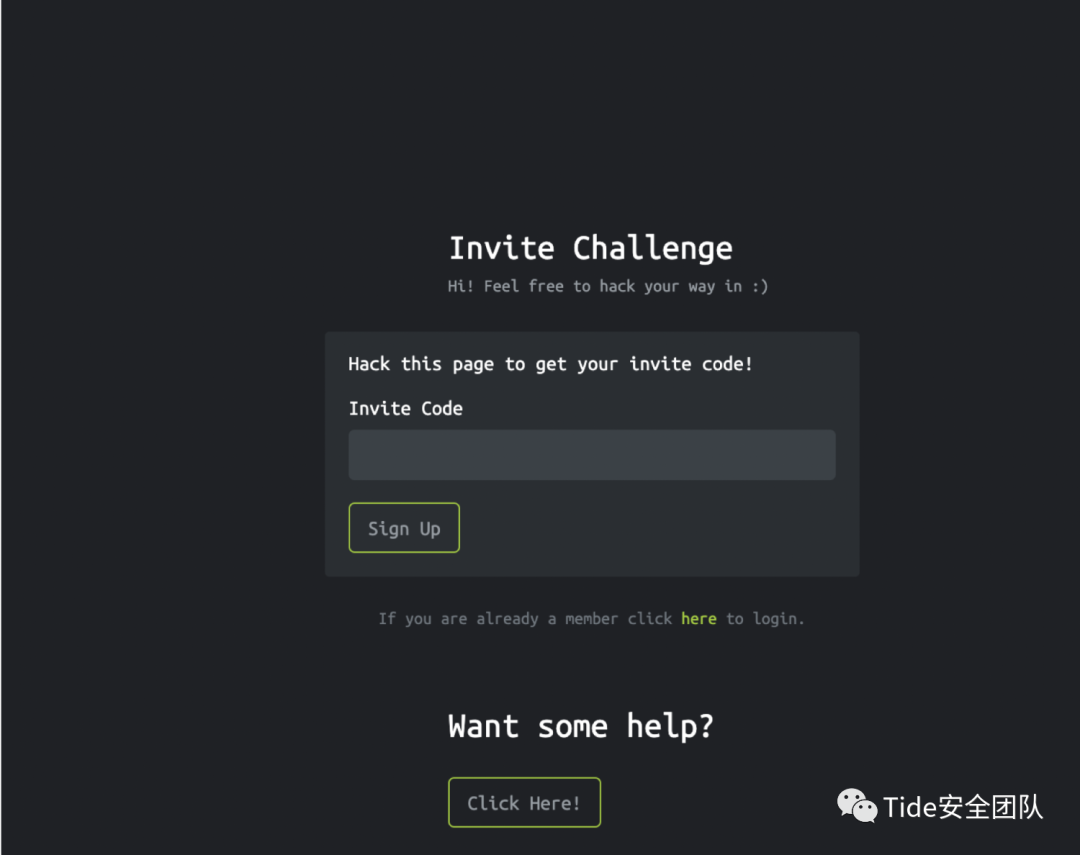 Invite Challenge
Hi! Feel free to hack your way in :)
Hack this page to get your invite code!
Invite Code
Sign Up
If you are already a member click here to login.
Want some help?
Click Here!
Tide安全团队